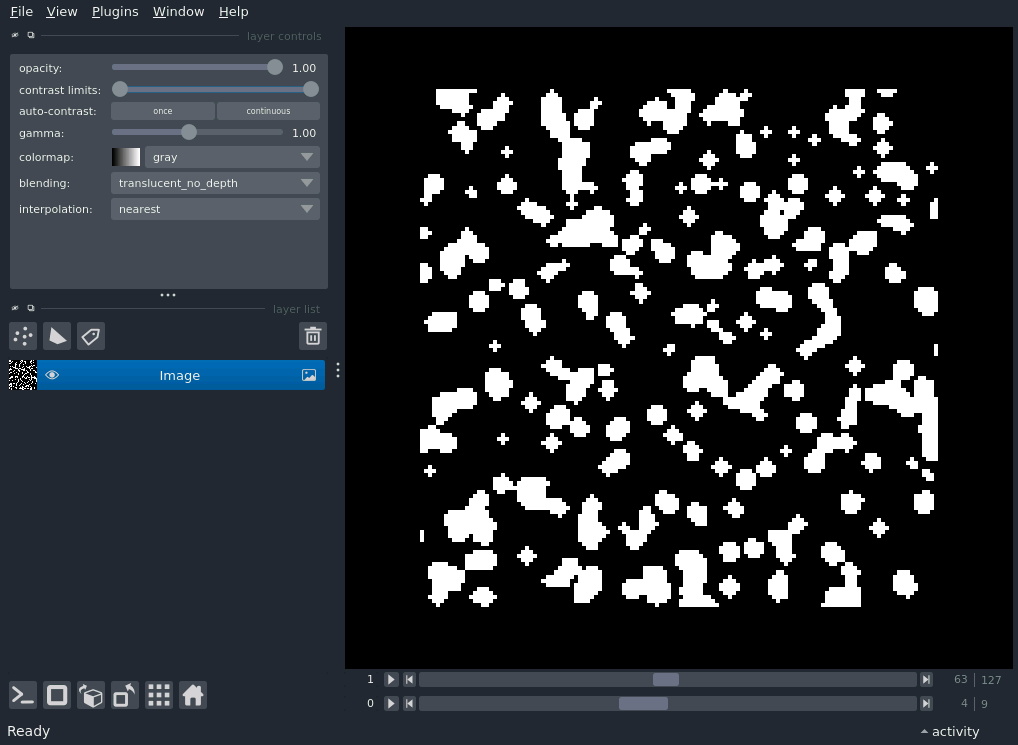 File View Plugins Window Help
layer controls
opacity: 1.00
contrast limits:
auto-contrast: once continuous
gamma: 1.00
colormap: gray
blending: translucent_no_depth
interpolation: nearest
layer list
Image
1 63 127
0 4 9
Ready activity